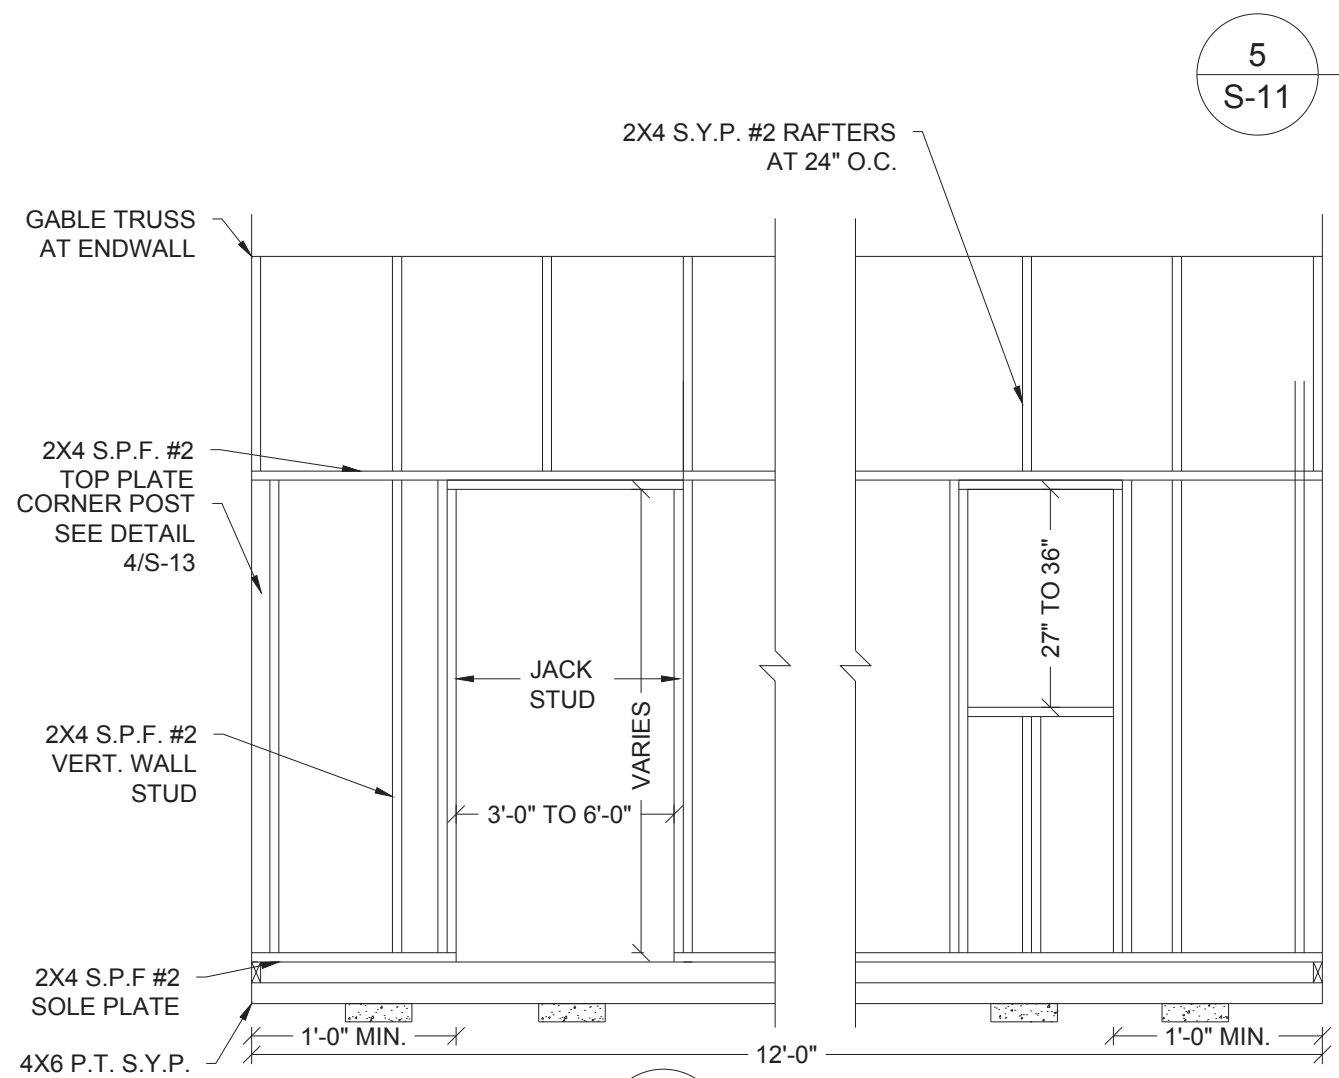 5
S-11
2X4 S.Y.P. #2 RAFTERS
AT 24" O.C.
GABLE TRUSS
AT ENDWALL
2X4 S.P.F. #2
TOP PLATE
CORNER POST
SEE DETAIL
4/S-13
27" TO 36"
JACK
STUD
VARIES
2X4 S.P.F. #2
VERT. WALL
STUD
3'-0" TO 6'-0"
2X4 S.P.F #2
SOLE PLATE
1'-0" MIN.
1'-0" MIN.
12'-0"
4X6 P.T. S.Y.P.